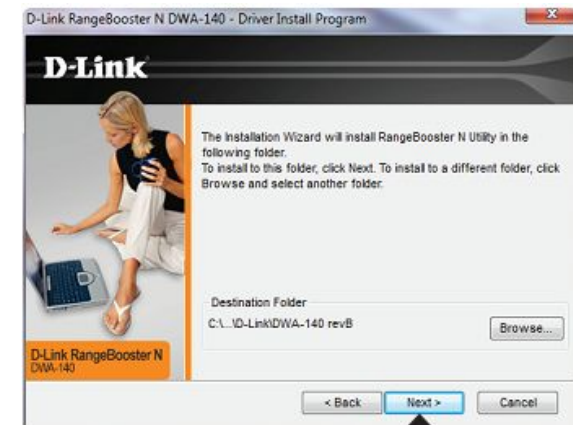 D-Link RangeBooster N DWA-140 - Driver Install Program
D-Link
The Installation Wizard will install RangeBooster N Utility in the
following folder.
To install to this folder, click Next. To install to a different folder, click
Browse and select another folder.
Destination Folder
C:\...\D-Link\DWA-140 revB
Browse...
D-Link RangeBooster N
DWA-140
< Back
Next >
Cancel